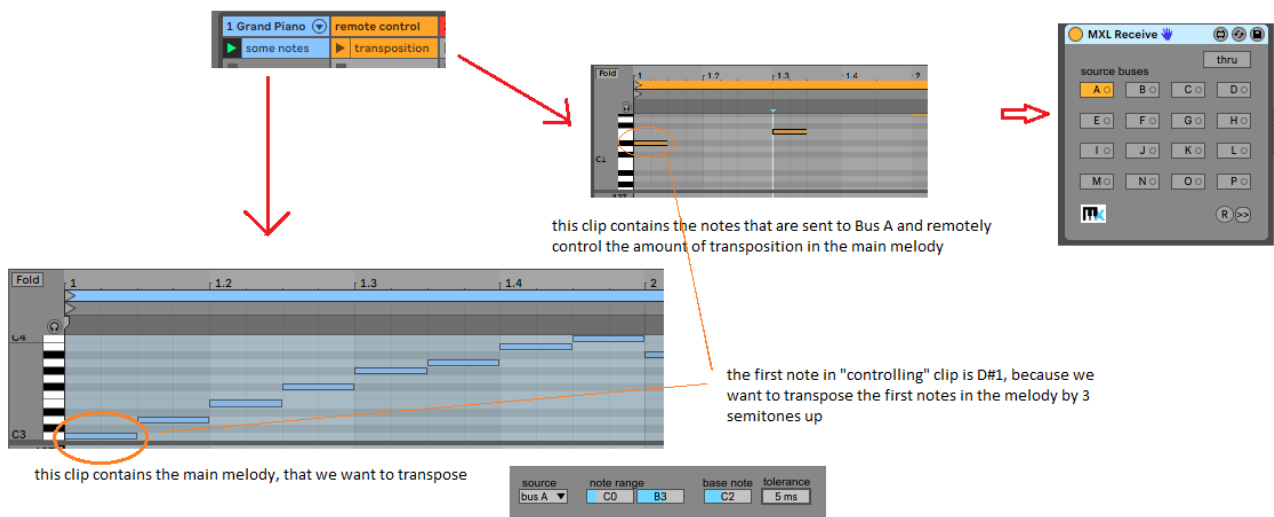 1 Grand Piano remote control
some notes transposition
MXL Receive
thru
source buses
A B C D
E F G H
I J K L
M N O P
mx R >>
Fold 1 1.2 1.3 1.4 2
C1
this clip contains the notes that are sent to Bus A and remotely
control the amount of transposition in the main melody
Fold 1 1.2 1.3 1.4 2
C4
C3
the first note in "controlling" clip is D#1, because we
want to transpose the first notes in the melody by 3
semitones up
this clip contains the main melody, that we want to transpose
source note range base note tolerance
bus A C0 B3 C2 5 ms